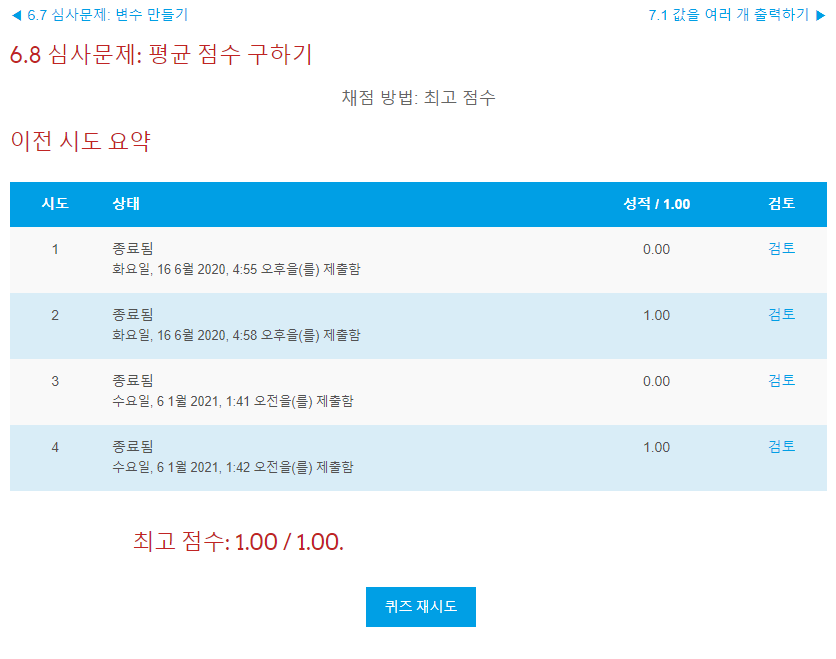 ◀ 6.7 심사문제: 변수 만들기 7.1 값을 여러 개 출력하기 ▶
6.8 심사문제: 평균 점수 구하기
채점 방법: 최고 점수
이전 시도 요약
시도 상태 성적 / 1.00 검토
1 종료됨 0.00 검토
화요일, 16 6월 2020, 4:55 오후을(를) 제출함
2 종료됨 1.00 검토
화요일, 16 6월 2020, 4:58 오후을(를) 제출함
3 종료됨 0.00 검토
수요일, 6 1월 2021, 1:41 오전을(를) 제출함
4 종료됨 1.00 검토
수요일, 6 1월 2021, 1:42 오전을(를) 제출함
최고 점수: 1.00 / 1.00.
퀴즈 재시도